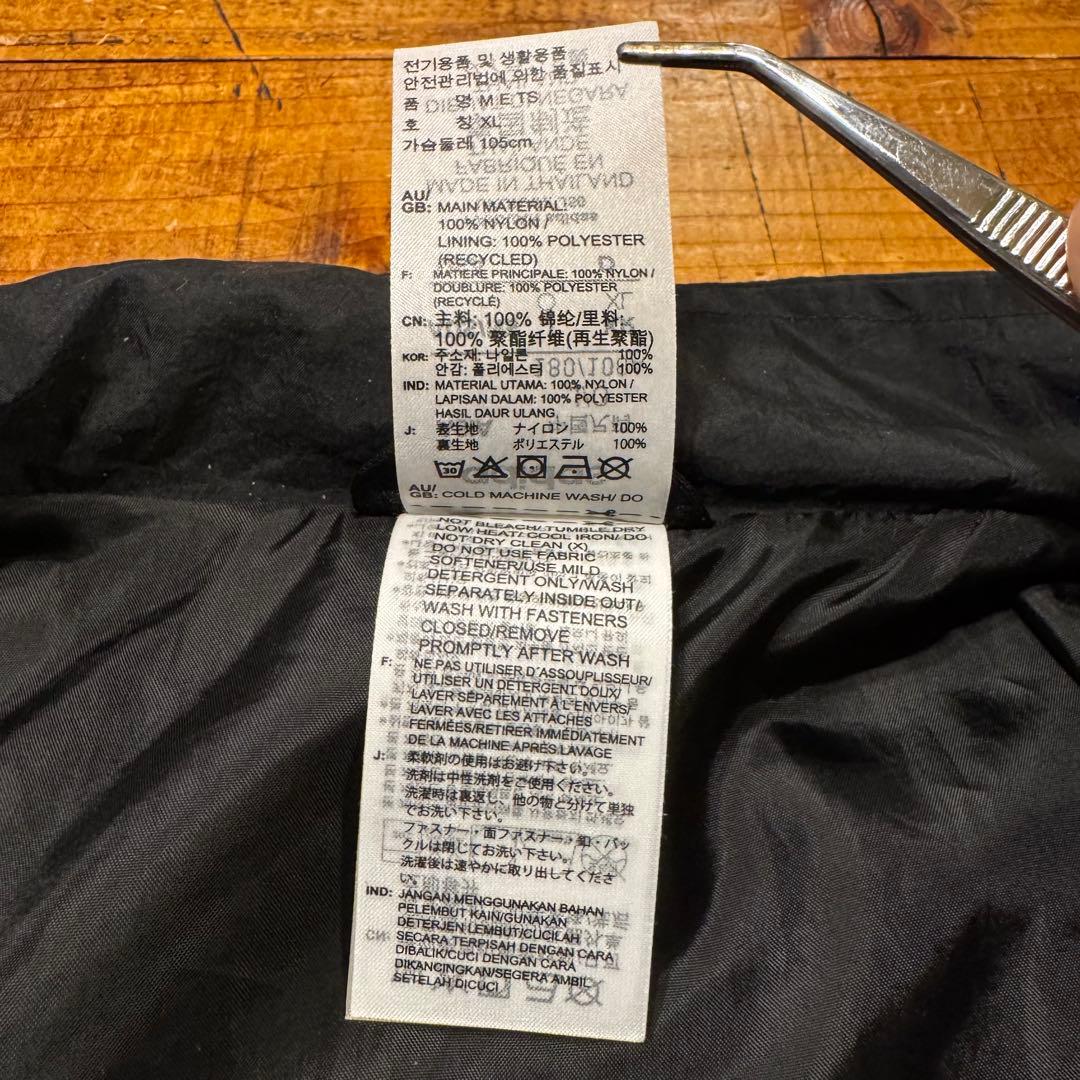 전기용품 및 생활용품
안전관리법에 의한 품질표시
품 명 METS
호 칭 XL
가슴둘레 105cm
AU/
GB: MAIN MATERIAL:
100% NYLON /
LINING: 100% POLYESTER
(RECYCLED)
F: MATIERE PRINCIPALE: 100% NYLON /
DOUBLURE: 100% POLYESTER
(RECYCLÉ)
CN: 主料: 100% 锦纶/里料:
100% 聚酯纤维(再生聚酯)
KOR: 주소재: 나일론 100%
안감: 폴리에스터 100%
IND: MATERIAL UTAMA: 100% NYLON /
LAPISAN DALAM: 100% POLYESTER
HASIL DAUR ULANG
J: 表生地 ナイロン 100%
裏生地 ポリエステル 100%
30
AU/
GB: COLD MACHINE WASH/ DO
NOT BLEACH/ TUMBLE DRY
LOW HEAT/ COOL IRON/ DO
NOT DRY CLEAN (X)
DO NOT USE FABRIC
SOFTENER/USE MILD
DETERGENT ONLY/WASH
SEPARATELY INSIDE OUT/
WASH WITH FASTENERS
CLOSED/REMOVE
PROMPTLY AFTER WASH
F: NE PAS UTILISER D'ASSOUPLISSEUR/
UTILISER UN DÉTERGENT DOUX/
LAVER SÉPAREMENT À L'ENVERS/
LAVER AVEC LES ATTACHES
FERMÉES/RETIRER IMMÉDIATEMENT
DE LA MACHINE APRÈS LAVAGE
J: 柔軟剤の使用はお避け下さい。
洗剤は中性洗剤をご使用ください。
洗濯時は裏返し、他の物と分けて単独
でお洗い下さい。
ファスナー・面ファスナー・釦・バッ
クルは閉じてお洗い下さい。
洗濯後は速やかに取り出してくださ
い。
IND: JANGAN MENGGUNAKAN BAHAN
PELEMBUT KAIN/GUNAKAN
DETERJEN LEMBUT/CUCILAH
SECARA TERPISAH DENGAN CARA
DIBALIK/CUCI DENGAN CARA
DIKANCINGKAN/SEGERA AMBIL
SETELAH DICUCI